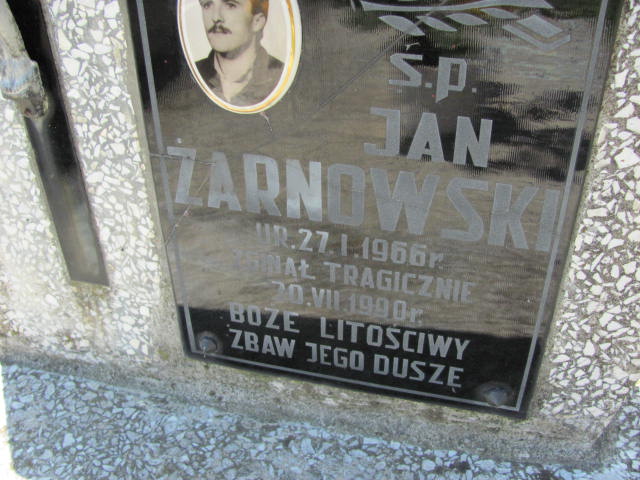 Ś.P.
JAN
ŻARNOWSKI
UR. 27. I. 1966r.
ZGINĄŁ TRAGICZNIE
20. VII 1990r.
BOŻE LITOŚCIWY
ZBAW JEGO DUSZĘ